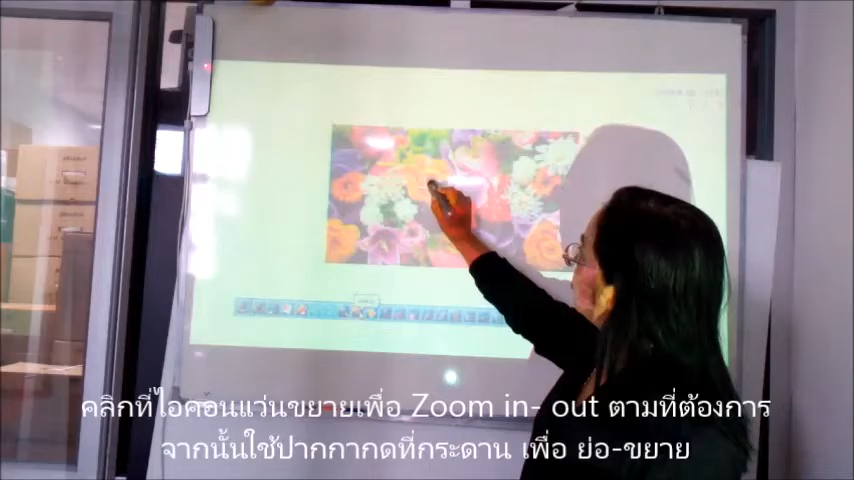 คลิกที่ไอคอนแว่นขยายเพื่อ Zoom in- out ตามที่ต้องการ
จากนั้นใช้ปากกากดที่กระดาน เพื่อ ย่อ-ขยาย